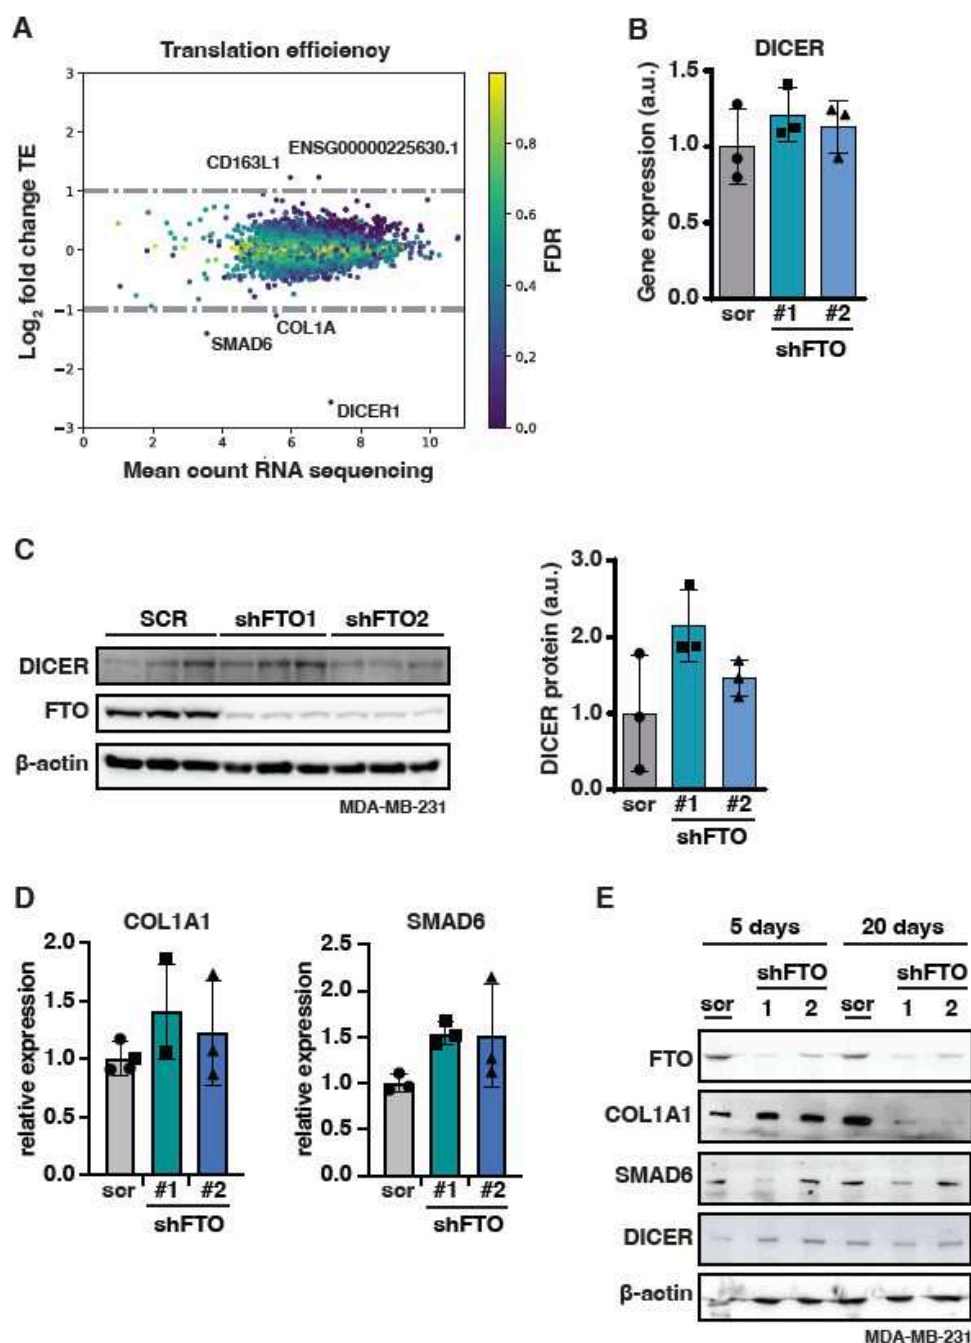 A
Translation efficiency
Log2 fold change TE
3
2
1
0
−1
−2
−3
ENSG00000225630.1
CD163L1
COL1A
SMAD6
DICER1
0 2 4 6 8 10
Mean count RNA sequencing
0.8
0.6
0.4
0.2
0.0
FDR
B
DICER
Gene expression (a.u.)
1.5
1.0
0.5
0.0
scr #1 #2
shFTO
C
SCR shFTO1 shFTO2
DICER
FTO
β-actin
MDA-MB-231
DICER protein (a.u.)
3.0
2.0
1.0
0.0
scr #1 #2
shFTO
D
COL1A1
relative expression
2.0
1.5
1.0
0.5
0.0
scr #1 #2
shFTO
SMAD6
relative expression
2.5
2.0
1.5
1.0
0.5
0.0
scr #1 #2
shFTO
E
5 days 20 days
shFTO shFTO
scr 1 2 scr 1 2
FTO
COL1A1
SMAD6
DICER
β-actin
MDA-MB-231